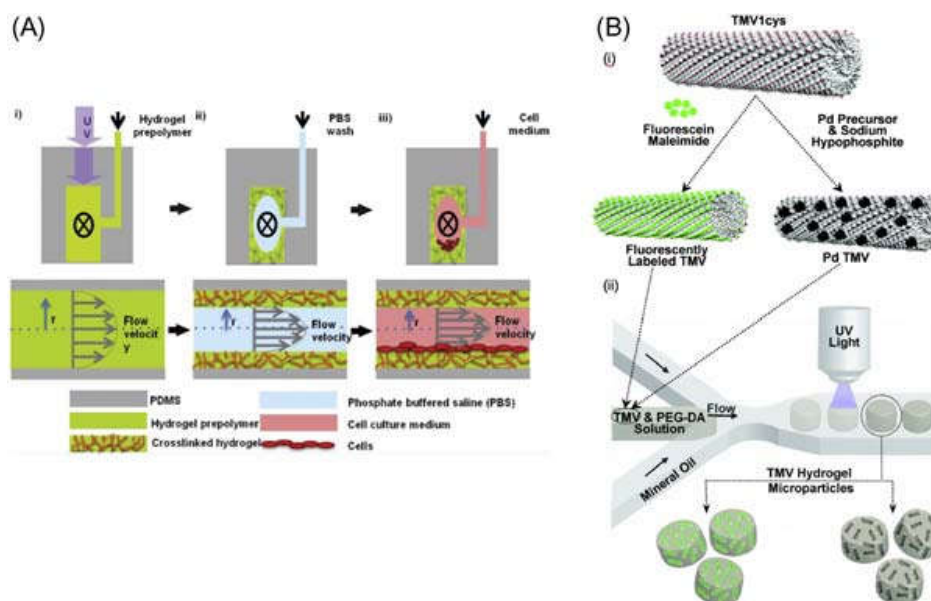 (A)
i)
UV
Hydrogel
prepolymer
ii)
PBS
wash
iii)
Cell
medium
r
Flow
velocit
y
r
Flow
velocity
r
Flow
velocity
PDMS
Hydrogel prepolymer
Crosslinked hydrogel
Phosphate buffered saline (PBS)
Cell culture medium
Cells
(B)
TMV1cys
(i)
Fluorescein
Maleimide
Pd Precursor
& Sodium
Hypophosphite
Fluorescently
Labeled TMV
Pd TMV
(ii)
UV
Light
TMV & PEG-DA
Solution
Flow
Mineral Oil
TMV Hydrogel
Microparticles